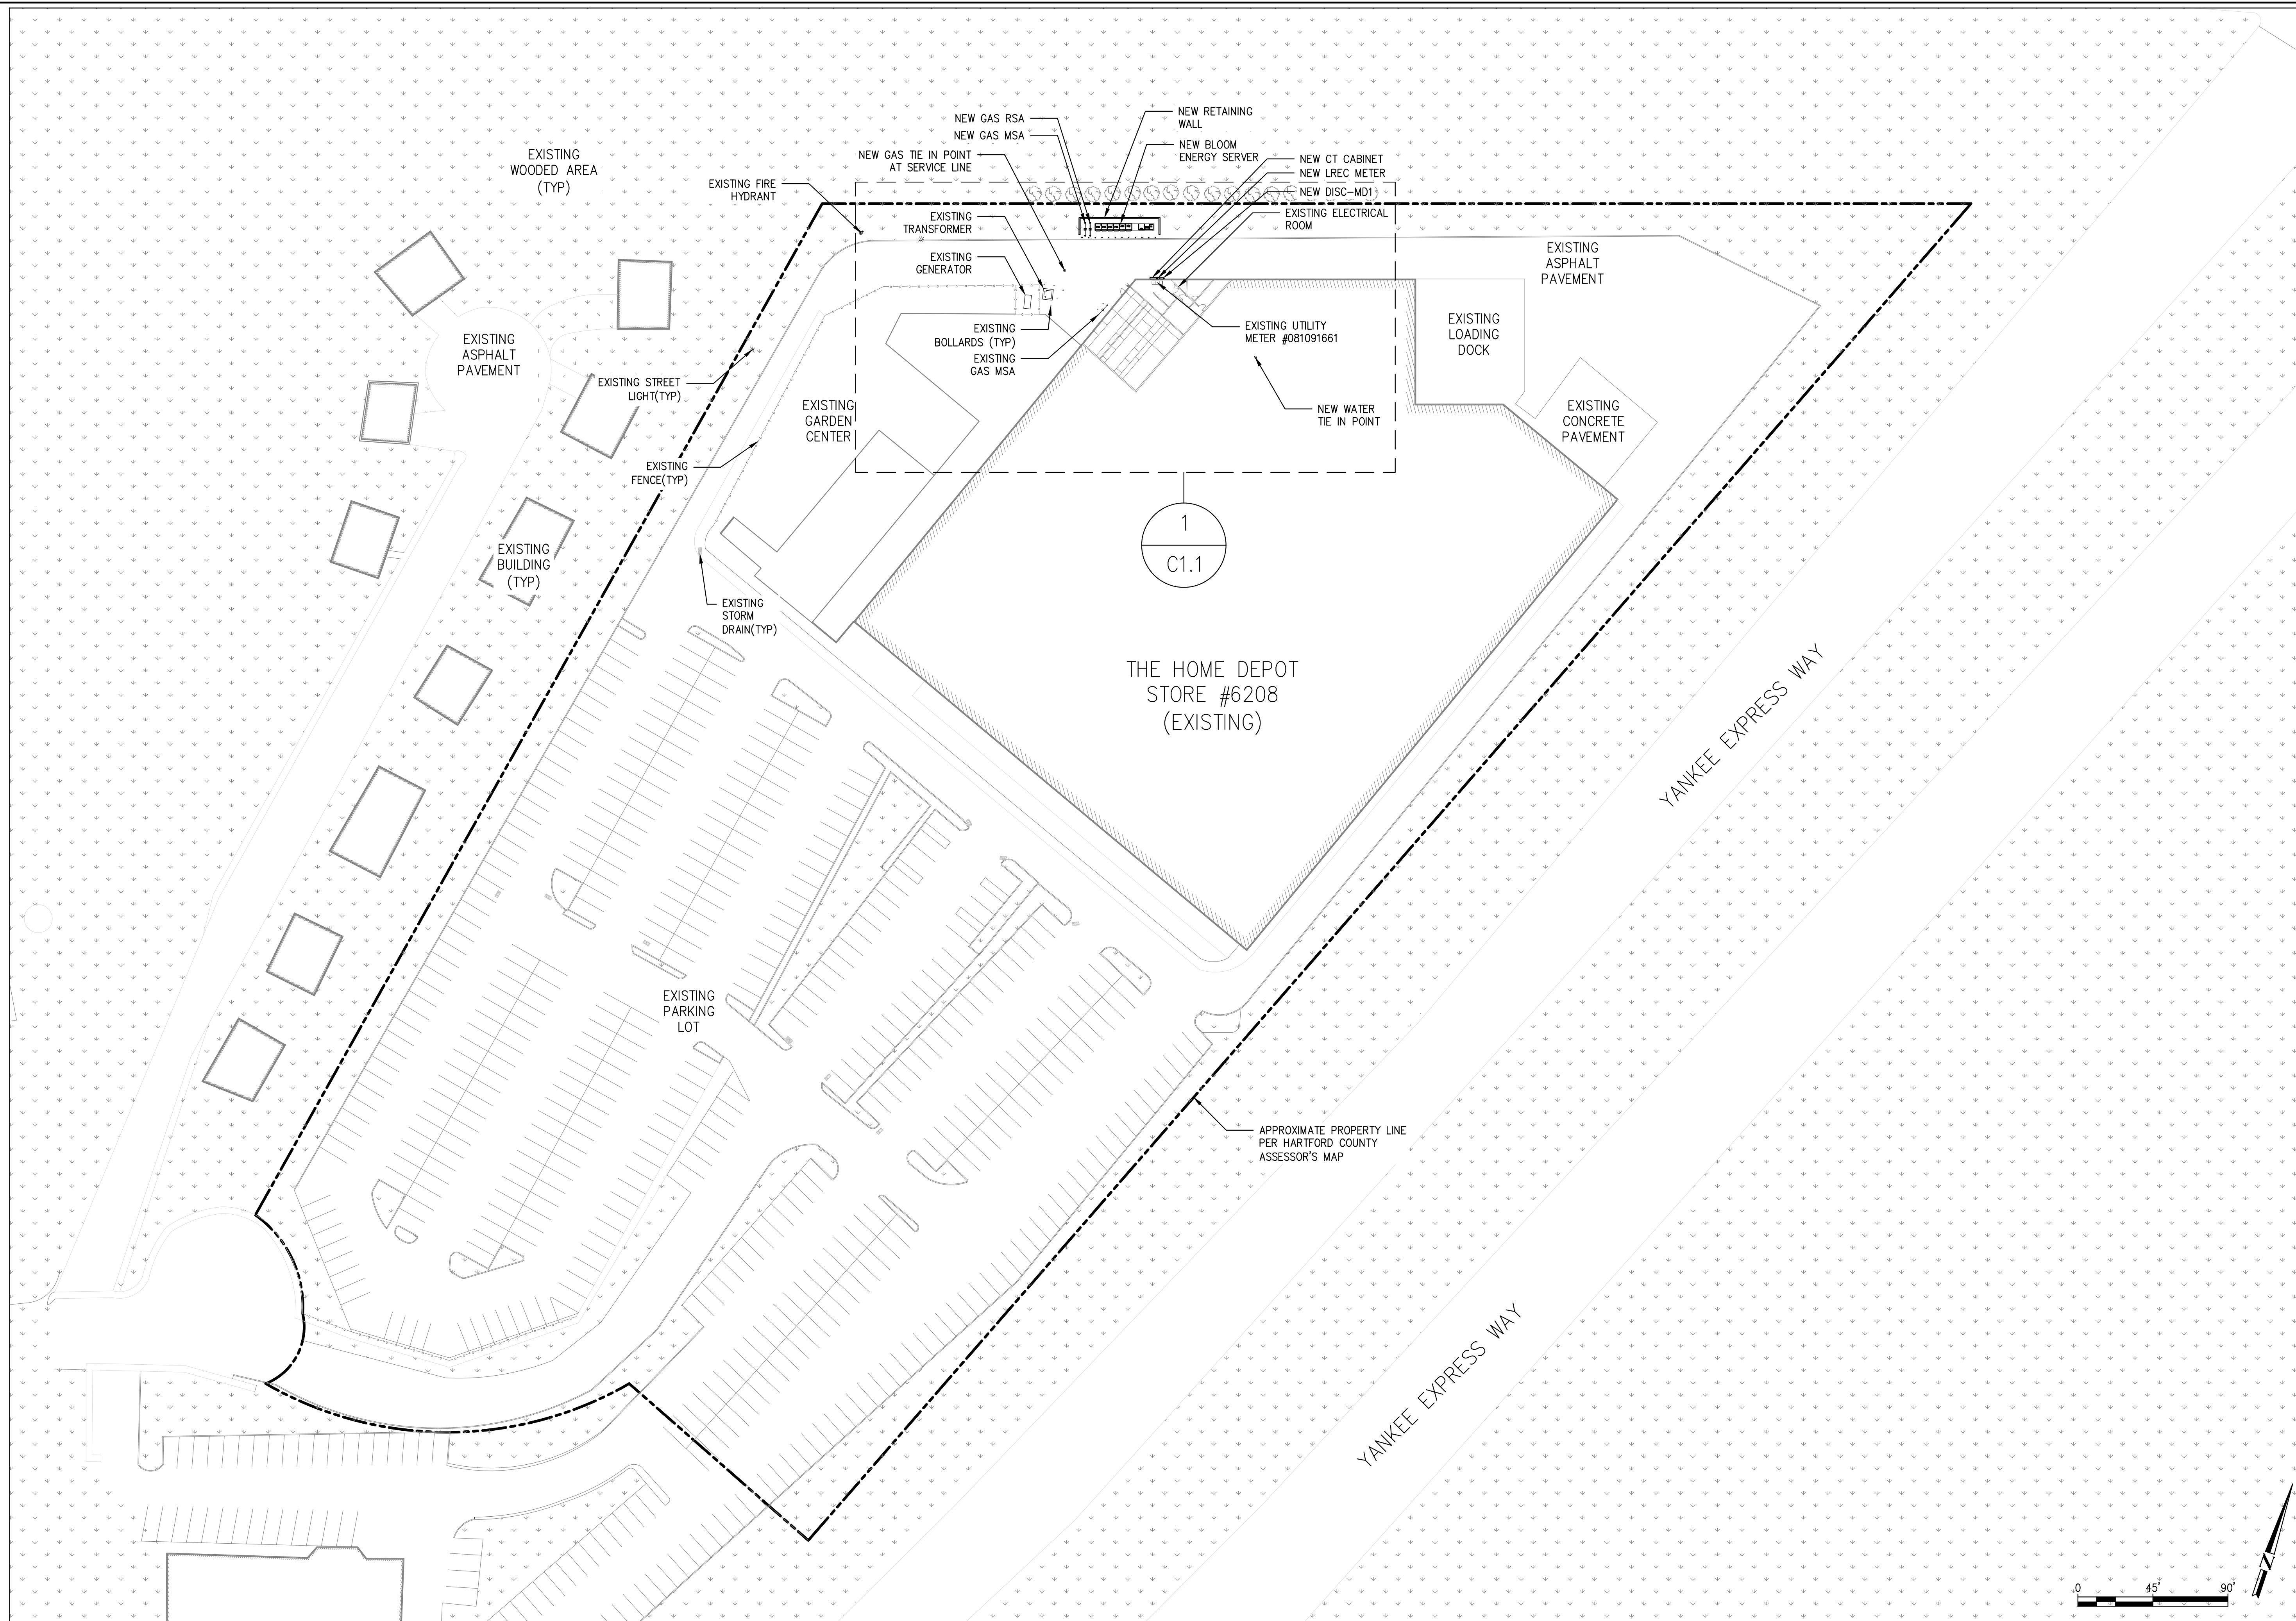 NEW GAS RSA
NEW GAS MSA
NEW GAS TIE IN POINT
AT SERVICE LINE
NEW RETAINING
WALL
NEW BLOOM
ENERGY SERVER
NEW CT CABINET
NEW LREC METER
NEW DISC-MD1
EXISTING ELECTRICAL
ROOM
EXISTING
WOODED AREA
(TYP)
EXISTING FIRE
HYDRANT
EXISTING
TRANSFORMER
EXISTING
GENERATOR
EXISTING
ASPHALT
PAVEMENT
EXISTING
BOLLARDS (TYP)
EXISTING
GAS MSA
EXISTING UTILITY
METER #081091661
EXISTING
LOADING
DOCK
EXISTING
ASPHALT
PAVEMENT
EXISTING STREET
LIGHT(TYP)
EXISTING
GARDEN
CENTER
NEW WATER
TIE IN POINT
EXISTING
CONCRETE
PAVEMENT
EXISTING
FENCE(TYP)
1
C1.1
EXISTING
BUILDING
(TYP)
EXISTING
STORM
DRAIN(TYP)
THE HOME DEPOT
STORE #6208
(EXISTING)
YANKEE EXPRESS WAY
EXISTING
PARKING
LOT
APPROXIMATE PROPERTY LINE
PER HARTFORD COUNTY
ASSESSOR'S MAP
YANKEE EXPRESS WAY
N
0 45' 90'